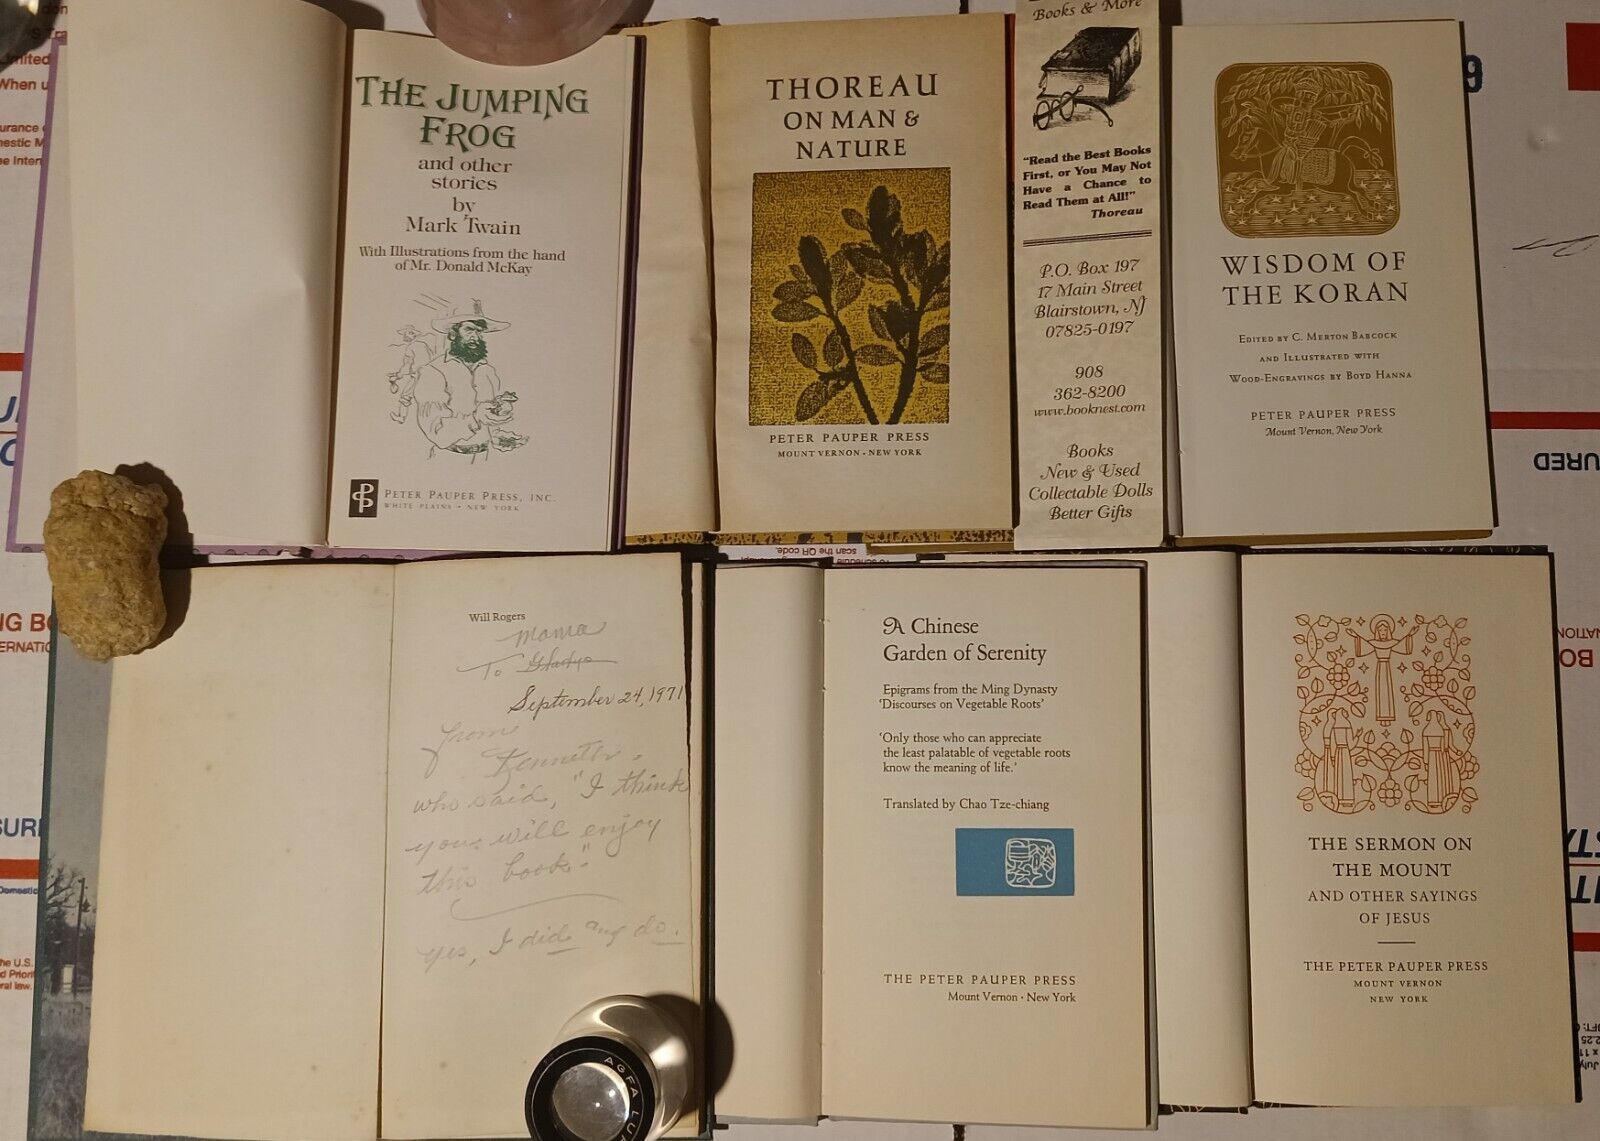 THE JUMPING
FROG
and other
stories
by
Mark Twain
With Illustrations from the hand
of Mr. Donald McKay
PETER PAUPER PRESS, INC.
WHITE PLAINS · NEW YORK
THOREAU
ON MAN &
NATURE
PETER PAUPER PRESS
MOUNT VERNON · NEW YORK
Books & More
"Read the Best Books
First, or You May Not
Have a Chance to
Read Them at All!"
Thoreau
P.O. Box 197
17 Main Street
Blairstown, NJ
07825-0197
908
362-8200
www.booknest.com
Books
New & Used
Collectable Dolls
Better Gifts
WISDOM OF
THE KORAN
EDITED BY C. MERTON BABCOCK
AND ILLUSTRATED WITH
WOOD-ENGRAVINGS BY BOYD HANNA
PETER PAUPER PRESS
Mount Vernon, New York
scan the QR code.
Will Rogers
Mama
To Gladys
September 24, 1971
from
Kenneth,
who said, "I think
you will enjoy
this book."
yes, I did and do.
AGFA LU
A Chinese
Garden of Serenity
Epigrams from the Ming Dynasty
'Discourses on Vegetable Roots'
'Only those who can appreciate
the least palatable of vegetable roots
know the meaning of life.'
Translated by Chao Tze-chiang
THE PETER PAUPER PRESS
Mount Vernon · New York
THE SERMON ON
THE MOUNT
AND OTHER SAYINGS
OF JESUS
THE PETER PAUPER PRESS
MOUNT VERNON
NEW YORK